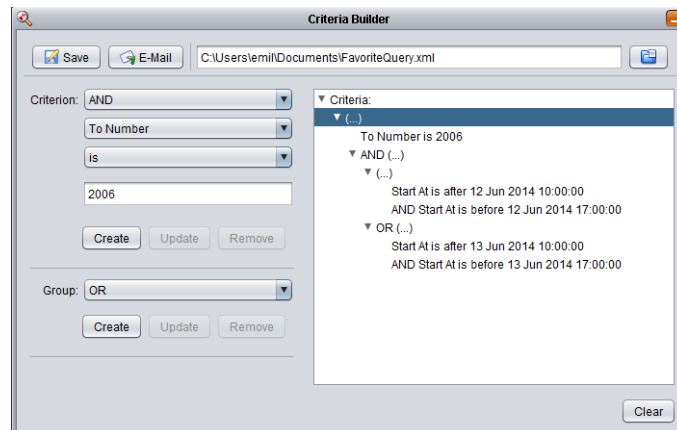 Criteria Builder
Save E-Mail C:\Users\emil\Documents\FavoriteQuery.xml
Criterion: AND
To Number
is
2006
Create Update Remove
Group: OR
Create Update Remove
Criteria:
(...)
To Number is 2006
AND (...)
(...)
Start At is after 12 Jun 2014 10:00:00
AND Start At is before 12 Jun 2014 17:00:00
OR (...)
Start At is after 13 Jun 2014 10:00:00
AND Start At is before 13 Jun 2014 17:00:00
Clear